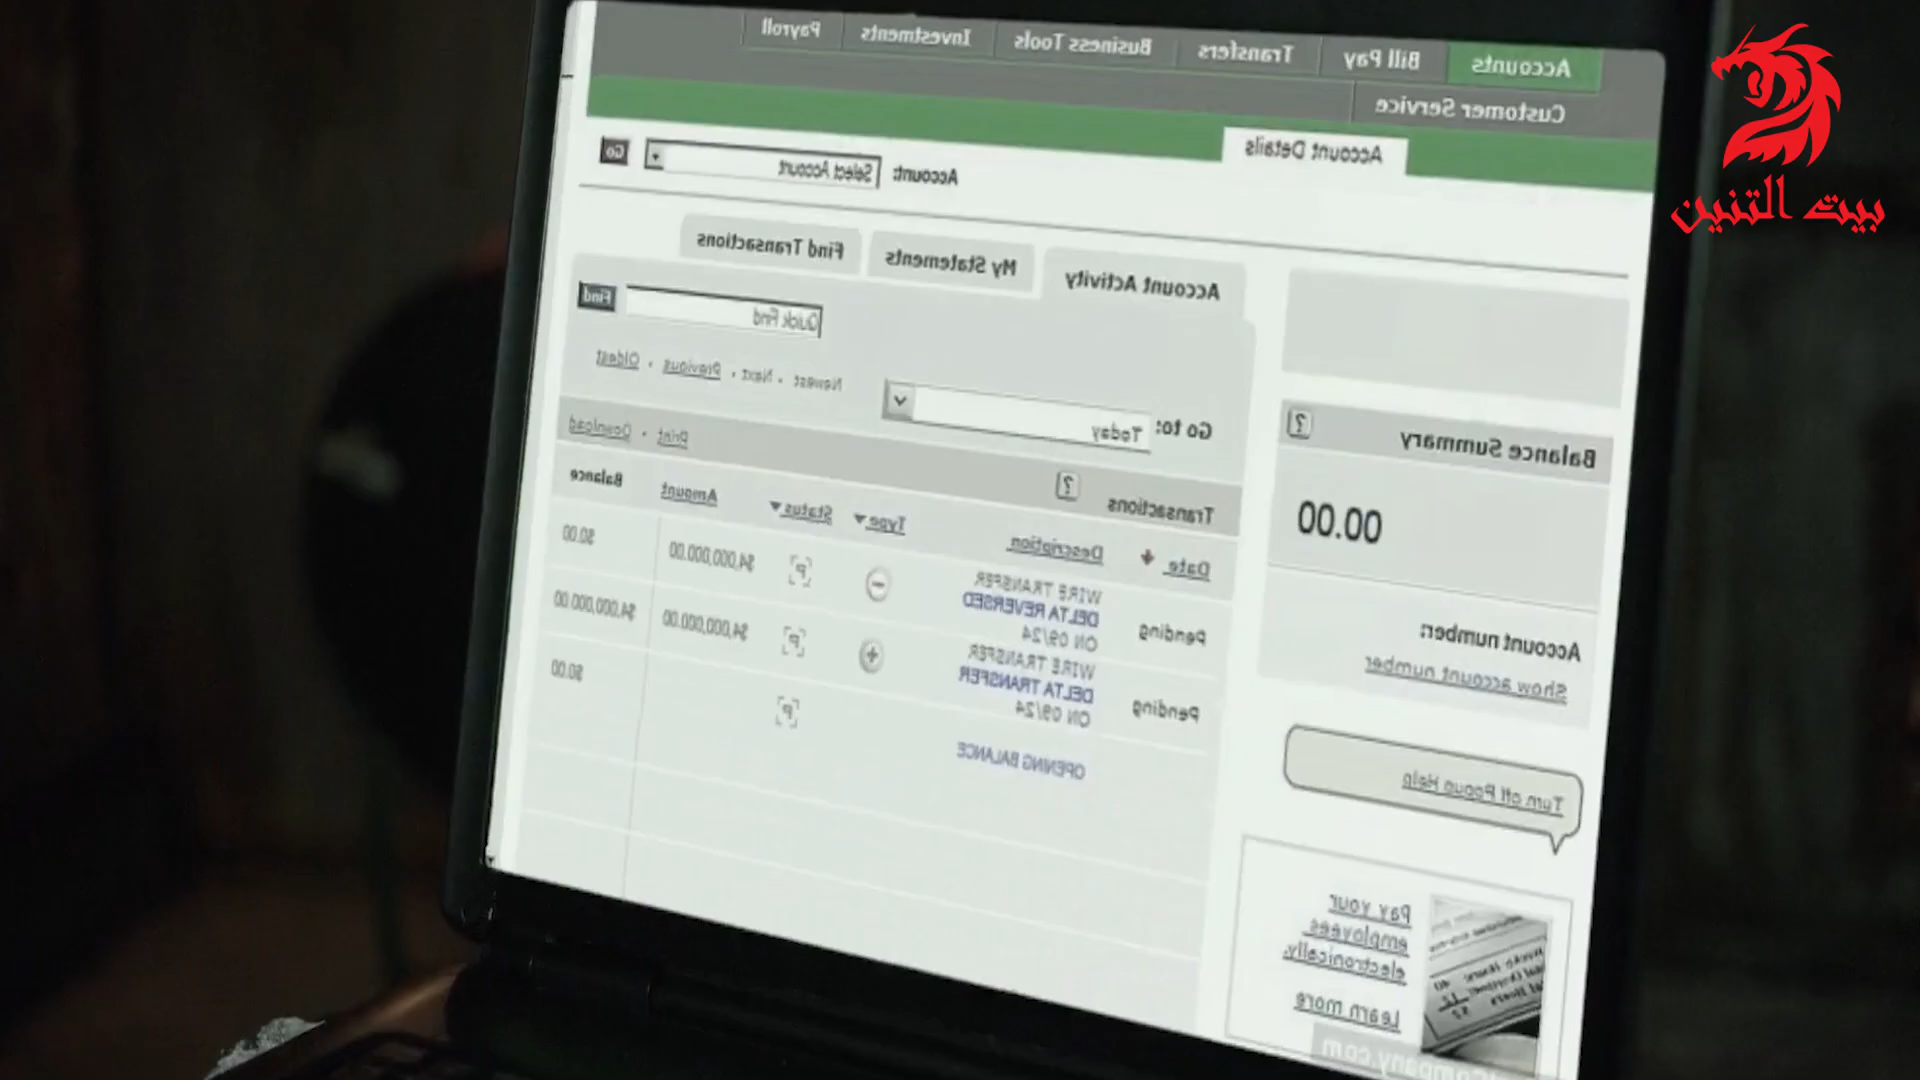 Accounts
Bill Pay
Transfers
Business Tools
Investments
Payroll
Customer Service
Account Details
Account:
Select Account
Go
Account Activity
My Statements
Find Transactions
Quick Find
Find
Newest · Next · Previous · Oldest
Go to:
Today
Transactions
?
Print · Download
Date
Description
Type
Status
Amount
Balance
Pending
WIRE TRANSFER
DELTA REVERSED
ON 09/24
$4,000,000.00
$0.00
Pending
WIRE TRANSFER
DELTA TRANSFER
ON 09/24
$4,000,000.00
$4,000,000.00
OPENING BALANCE
$0.00
Balance Summary
?
00.00
Account number:
Show account number
Turn off Popup Help
Pay your
employees
electronically.
Learn more
بيت التنين